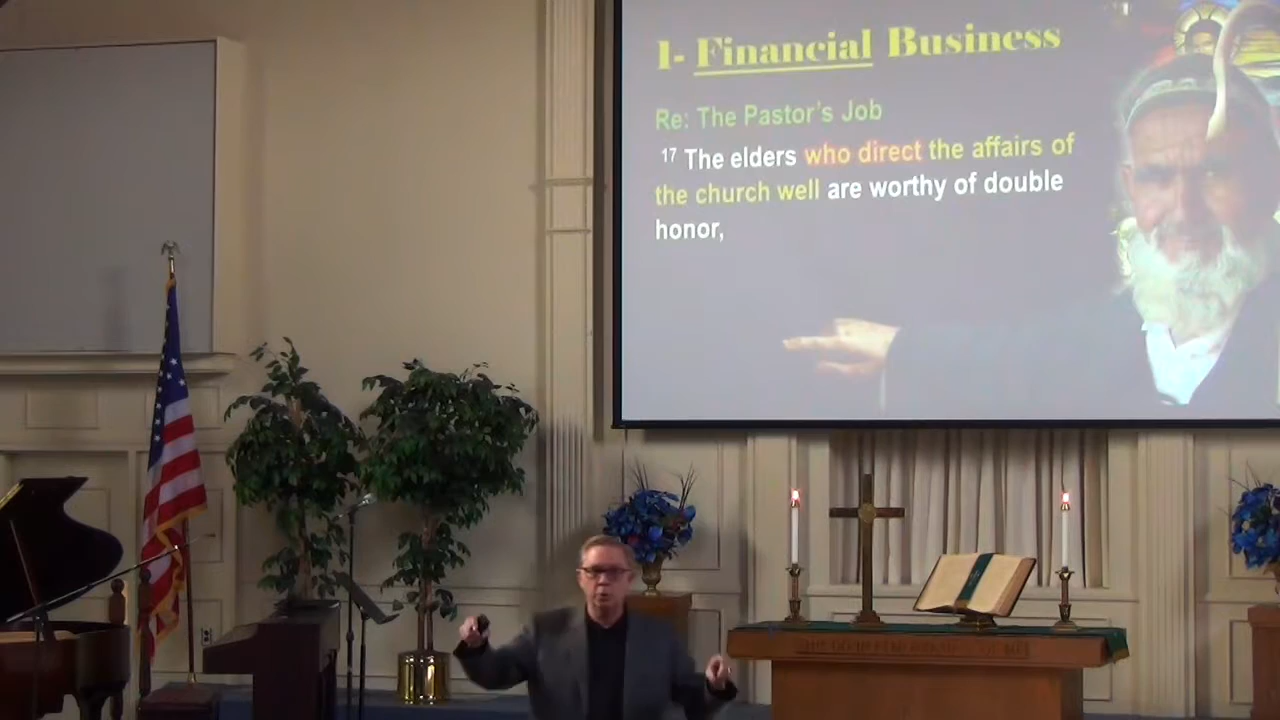 1- Financial Business
Re: The Pastor's Job
17 The elders who direct the affairs of
the church well are worthy of double
honor,